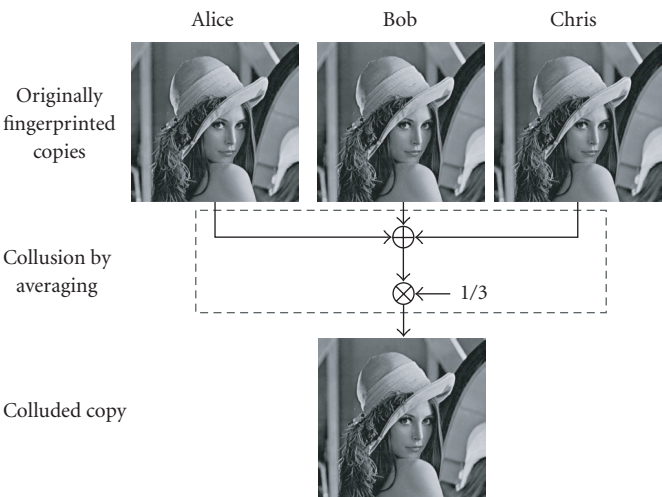 Alice
Bob
Chris
Originally
fingerprinted
copies
Collusion by
averaging
1/3
Colluded copy